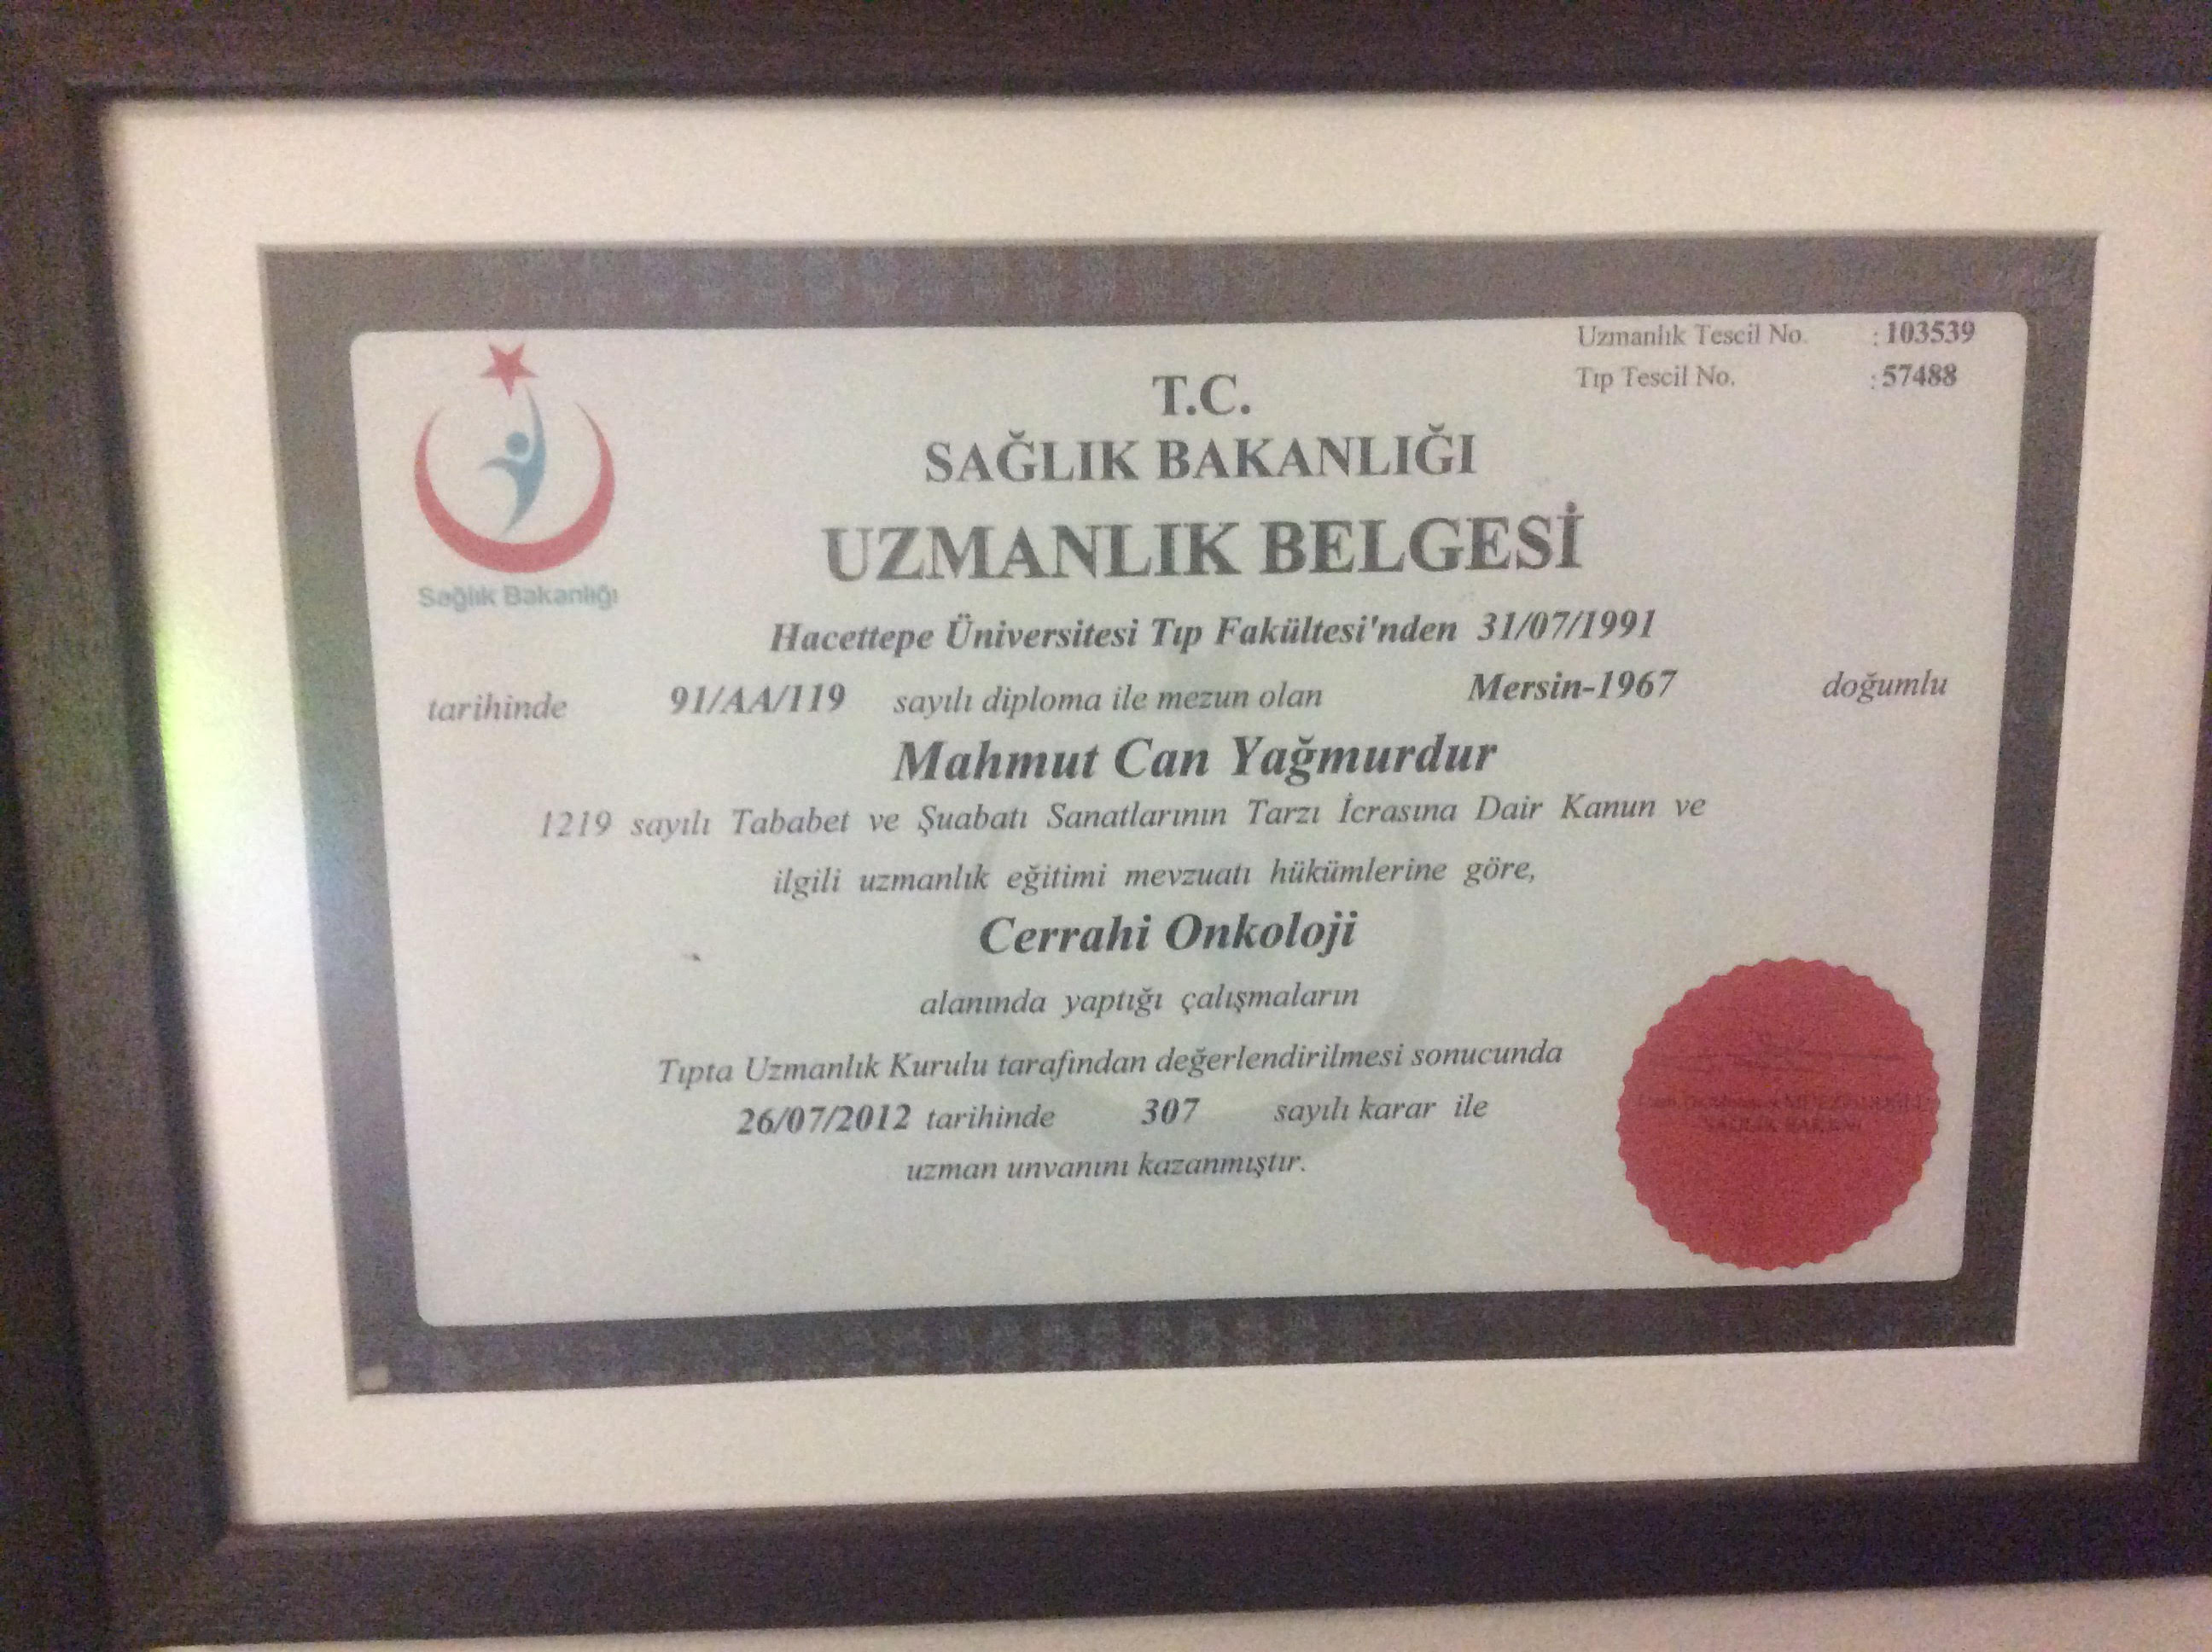 Uzmanlık Tescil No. : 103539
Tıp Tescil No. : 57488
T.C.
SAĞLIK BAKANLIĞI
UZMANLIK BELGESİ
Sağlık Bakanlığı
Hacettepe Üniversitesi Tıp Fakültesi'nden 31/07/1991
tarihinde 91/AA/119 sayılı diploma ile mezun olan Mersin-1967 doğumlu
Mahmut Can Yağmurdur
1219 sayılı Tababet ve Şuabatı Sanatlarının Tarzı İcrasına Dair Kanun ve
ilgili uzmanlık eğitimi mevzuatı hükümlerine göre,
Cerrahi Onkoloji
alanında yaptığı çalışmaların
Tıpta Uzmanlık Kurulu tarafından değerlendirilmesi sonucunda
26/07/2012 tarihinde 307 sayılı karar ile
uzman unvanını kazanmıştır.
SAĞLIK BAKANI